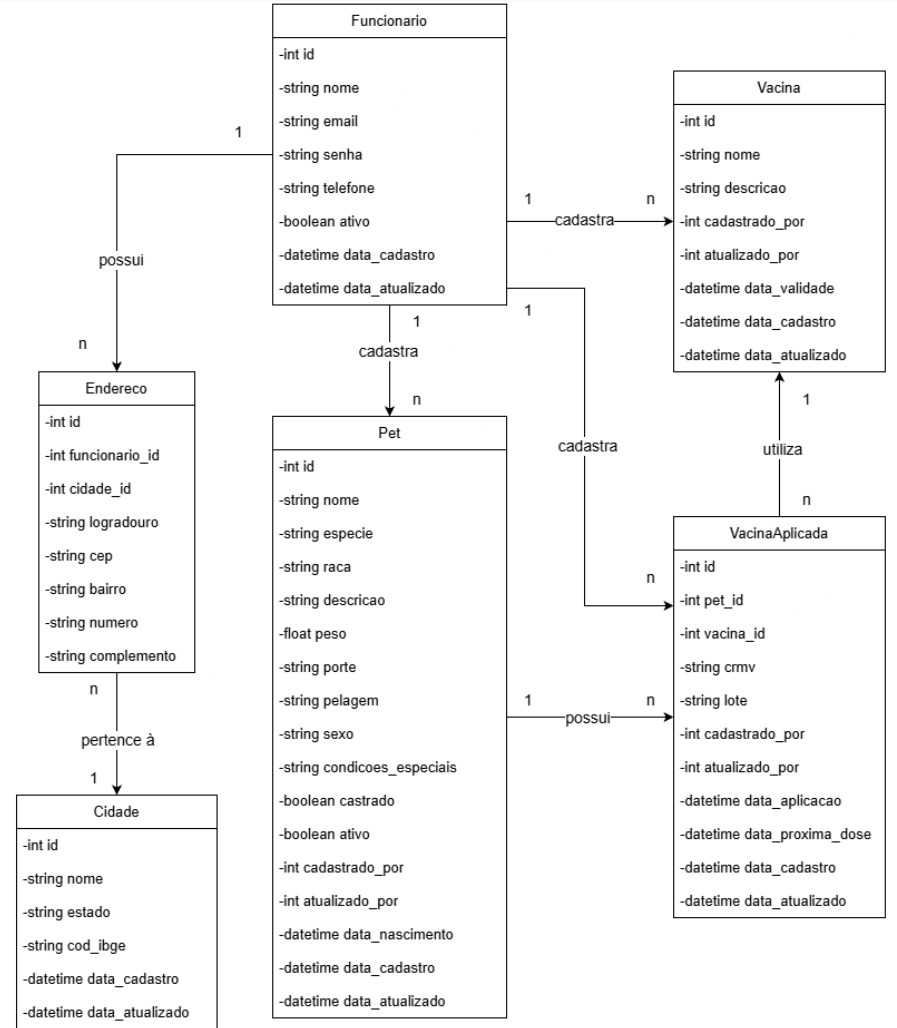 Funcionario
-int id
-string nome
-string email
-string senha
-string telefone
-boolean ativo
-datetime data_cadastro
-datetime data_atualizado
1
possui
n
1
cadastra
n
1
cadastra
n
1
cadastra
n
Vacina
-int id
-string nome
-string descricao
-int cadastrado_por
-int atualizado_por
-datetime data_validade
-datetime data_cadastro
-datetime data_atualizado
1
utiliza
n
Endereco
-int id
-int funcionario_id
-int cidade_id
-string logradouro
-string cep
-string bairro
-string numero
-string complemento
n
pertence à
1
Cidade
-int id
-string nome
-string estado
-string cod_ibge
-datetime data_cadastro
-datetime data_atualizado
Pet
-int id
-string nome
-string especie
-string raca
-string descricao
-float peso
-string porte
-string pelagem
-string sexo
-string condicoes_especiais
-boolean castrado
-boolean ativo
-int cadastrado_por
-int atualizado_por
-datetime data_nascimento
-datetime data_cadastro
-datetime data_atualizado
1
possui
n
VacinaAplicada
-int id
-int pet_id
-int vacina_id
-string crmv
-string lote
-int cadastrado_por
-int atualizado_por
-datetime data_aplicacao
-datetime data_proxima_dose
-datetime data_cadastro
-datetime data_atualizado